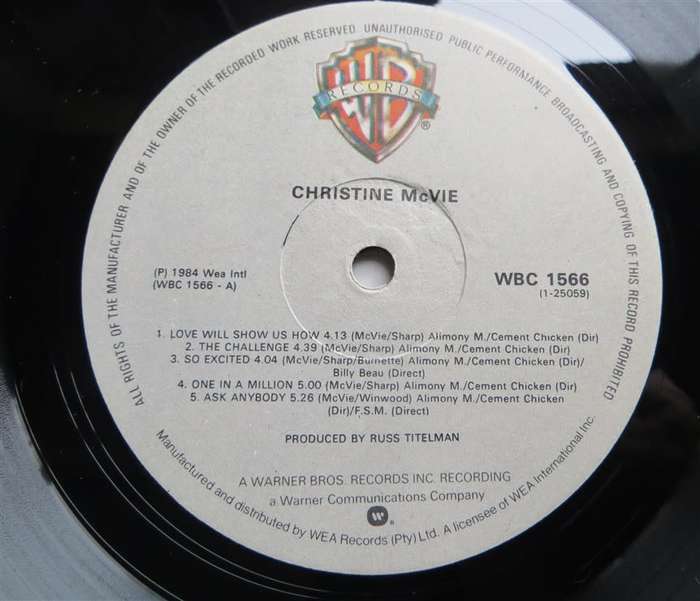 ALL RIGHTS OF THE MANUFACTURER AND OF THE OWNER OF THE RECORDED WORK RESERVED UNAUTHORISED PUBLIC PERFORMANCE BROADCASTING AND COPYING OF THIS RECORD PROHIBITED
WB
RECORDS
®
CHRISTINE McVIE
(P) 1984 Wea Intl
(WBC 1566 - A)
WBC 1566
(1-25059)
1. LOVE WILL SHOW US HOW 4.13 (McVie/Sharp) Alimony M./Cement Chicken (Dir)
2. THE CHALLENGE 4.39 (McVie/Sharp) Alimony M./Cement Chicken (Dir)
3. SO EXCITED 4.04 (McVie/Sharp/Burnette) Alimony M./Cement Chicken (Dir)/
Billy Beau (Direct)
4. ONE IN A MILLION 5.00 (McVie/Sharp) Alimony M./Cement Chicken (Dir)
5. ASK ANYBODY 5.26 (McVie/Winwood) Alimony M./Cement Chicken
(Dir)/F.S.M. (Direct)
PRODUCED BY RUSS TITELMAN
A WARNER BROS. RECORDS INC. RECORDING
a Warner Communications Company
W®.
Manufactured and distributed by WEA Records (Pty) Ltd. A licensee of WEA International Inc.